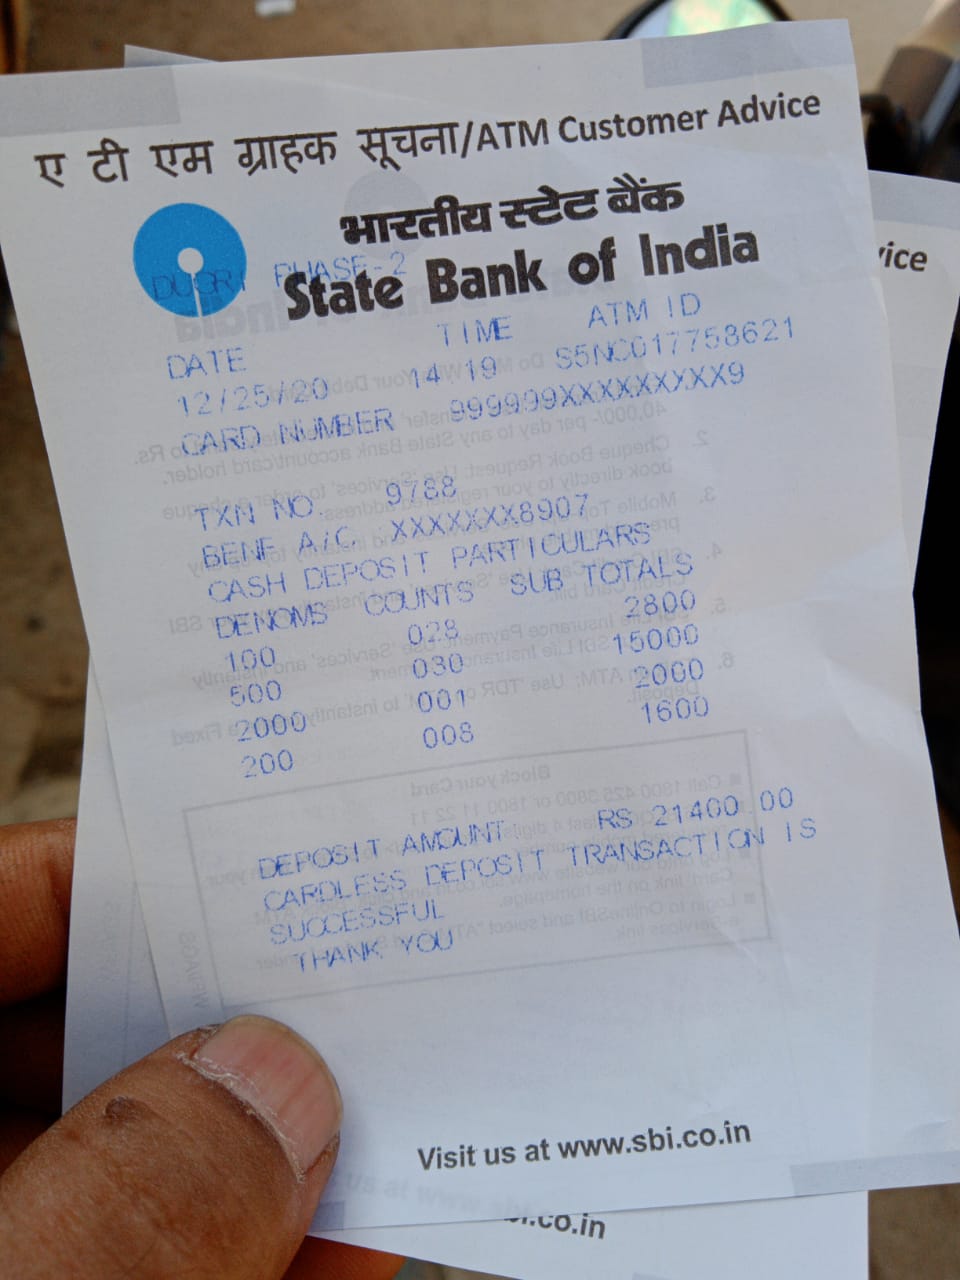 ए टी एम ग्राहक सूचना/ATM Customer Advice
भारतीय स्टेट बैंक
State Bank of India
PHASE-2
DATE TIME ATM ID
12/25/20 14:19 S5NC017758621
CARD NUMBER 999999XXXXXXXXXX9
TXN NO. 9788
BENF A/C. XXXXXXX8907
CASH DEPOSIT PARTICULARS
DENOMS COUNTS SUB TOTALS
100 028 2800
500 030 15000
2000 001 2000
200 008 1600
DEPOSIT AMOUNT RS 21400.00
CARDLESS DEPOSIT TRANSACTION IS
SUCCESSFUL
THANK YOU
Visit us at www.sbi.co.in
vice
bi.co.in